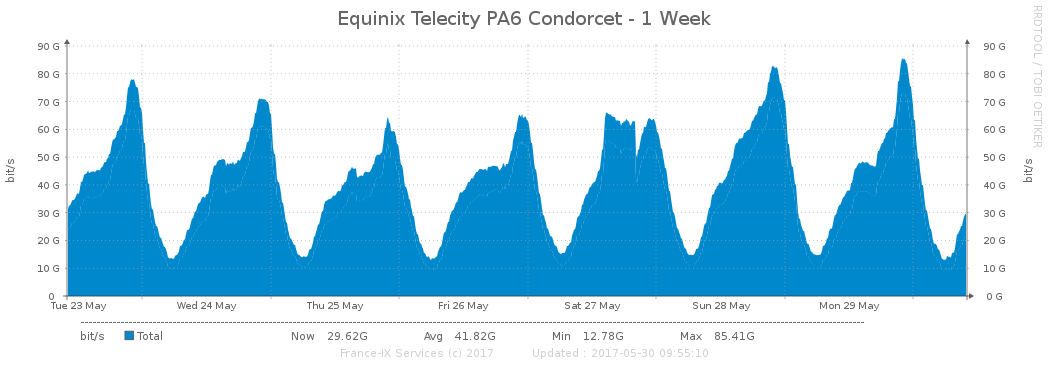 Equinix Telecity PA6 Condorcet - 1 Week
RRDTOOL / TOBI OETIKER
bit/s
90 G 90 G
80 G 80 G
70 G 70 G
60 G 60 G
50 G 50 G
40 G 40 G
30 G 30 G
20 G 20 G
10 G 10 G
0 0 G
bit/s
Tue 23 May Wed 24 May Thu 25 May Fri 26 May Sat 27 May Sun 28 May Mon 29 May
bit/s Total Now 29.62G Avg 41.82G Min 12.78G Max 85.41G
France-IX Services (c) 2017 Updated : 2017-05-30 09:55:10